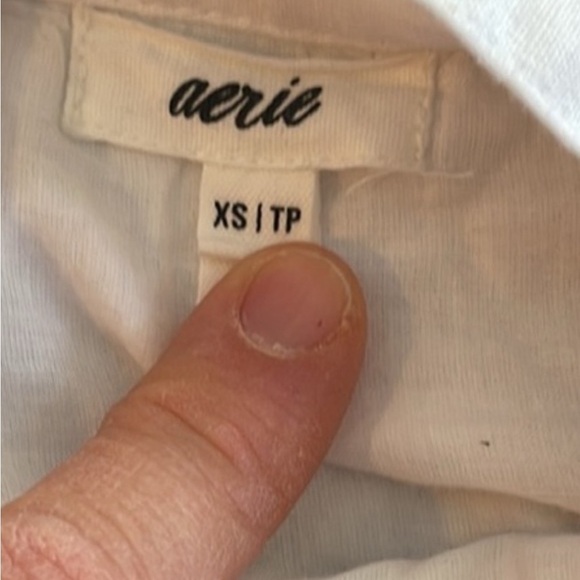 aerie
XS | TP